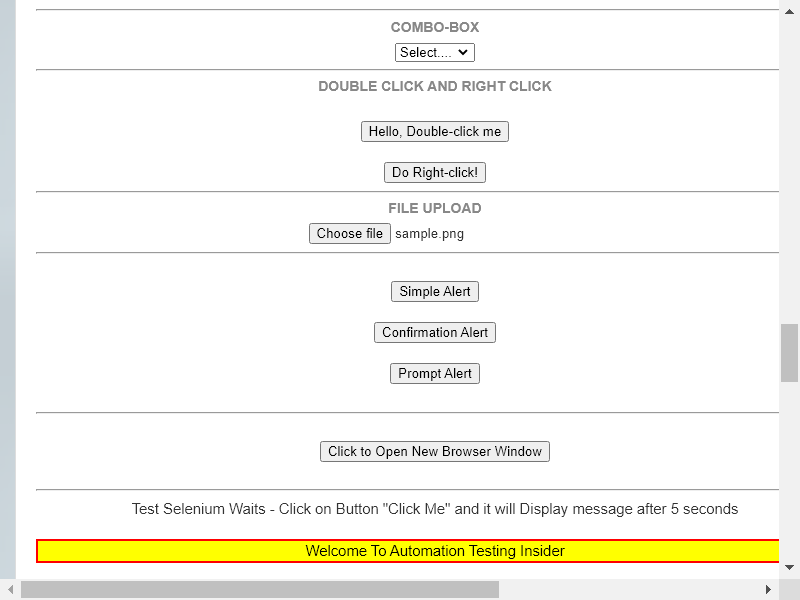 COMBO-BOX
Select....
DOUBLE CLICK AND RIGHT CLICK
Hello, Double-click me
Do Right-click!
FILE UPLOAD
Choose file sample.png
Simple Alert
Confirmation Alert
Prompt Alert
Click to Open New Browser Window
Test Selenium Waits - Click on Button "Click Me" and it will Display message after 5 seconds
Welcome To Automation Testing Insider